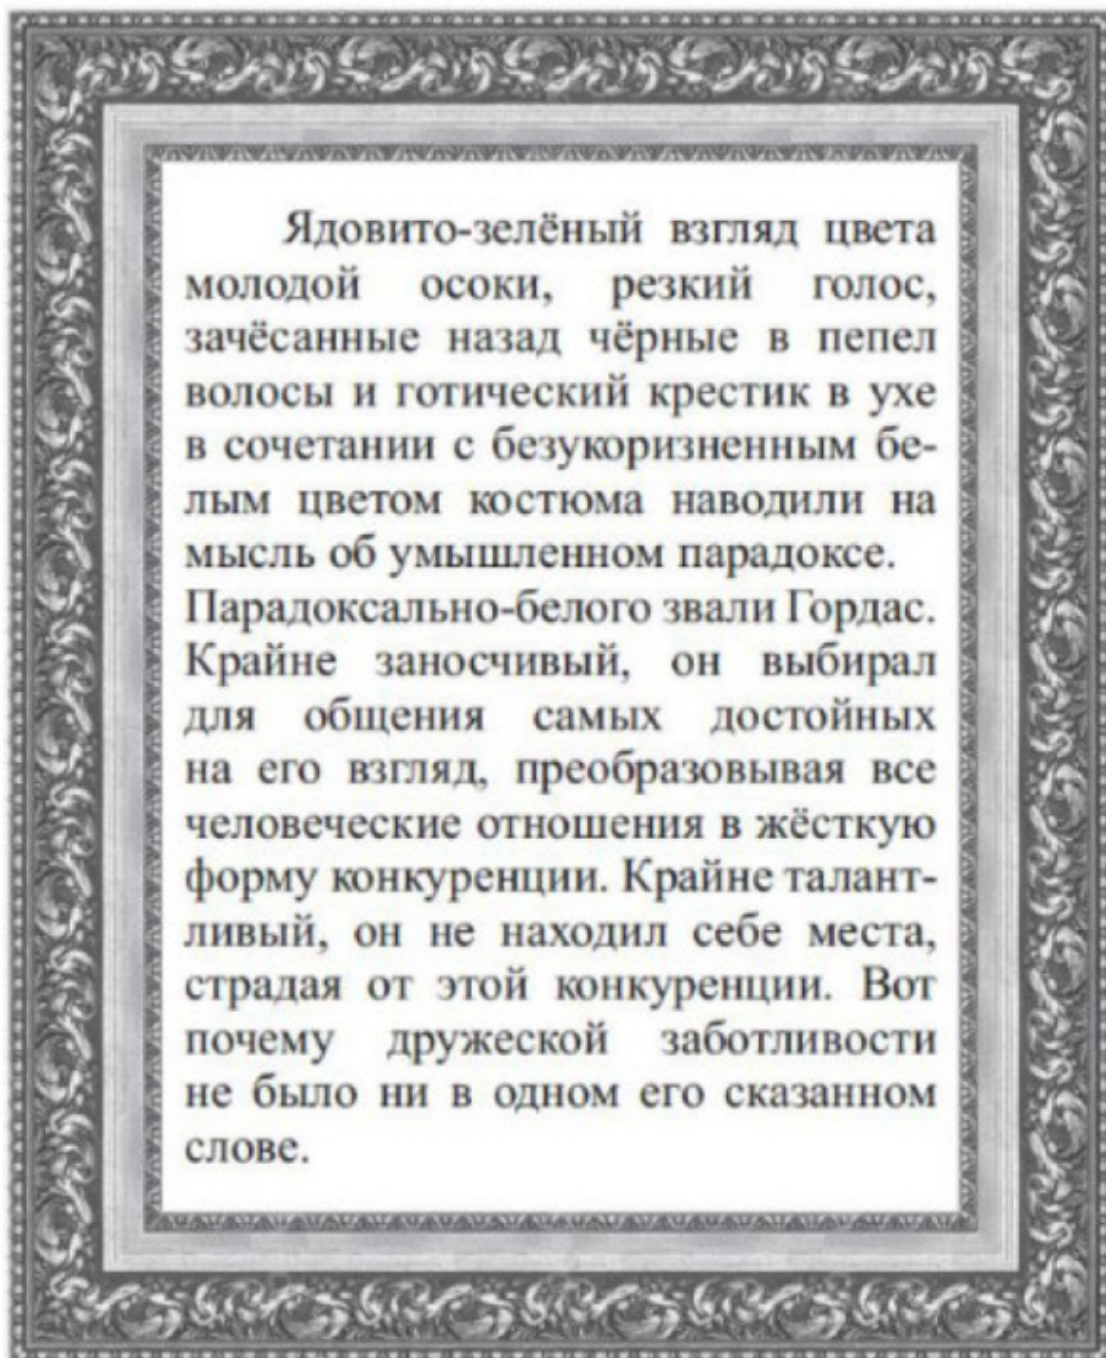 Ядовито-зелёный взгляд цвета
молодой осоки, резкий голос,
зачёсанные назад чёрные в пепел
волосы и готический крестик в ухе
в сочетании с безукоризненным бе-
лым цветом костюма наводили на
мысль об умышленном парадоксе.
Парадоксально-белого звали Гордас.
Крайне заносчивый, он выбирал
для общения самых достойных
на его взгляд, преобразовывая все
человеческие отношения в жёсткую
форму конкуренции. Крайне талант-
ливый, он не находил себе места,
страдая от этой конкуренции. Вот
почему дружеской заботливости
не было ни в одном его сказанном
слове.